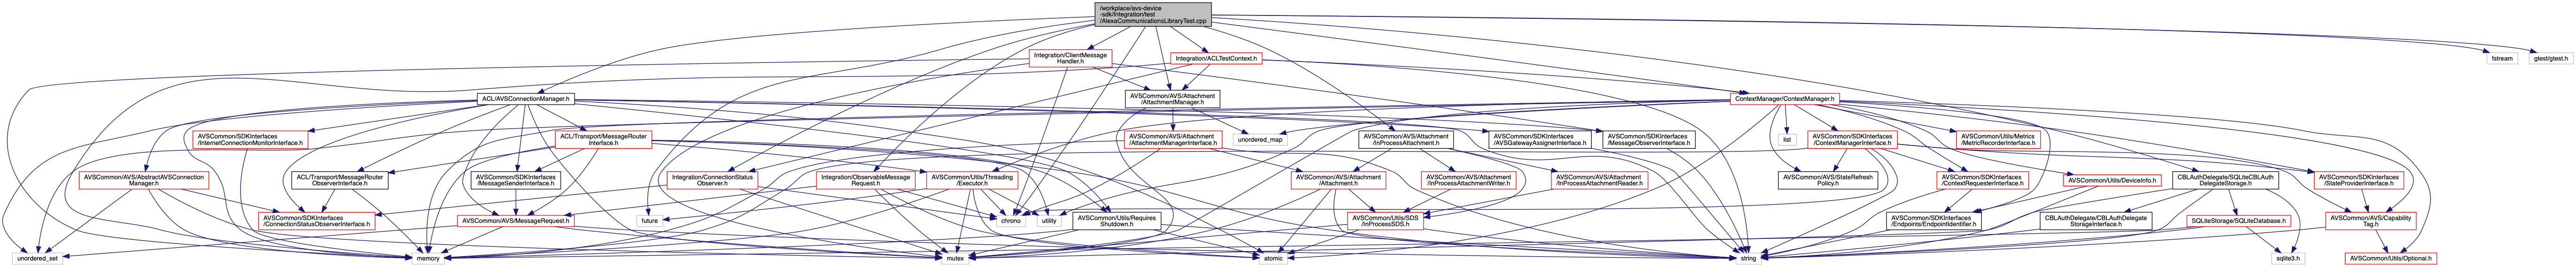 /workplace/avs-device
-sdk/Integration/test
/AlexaCommunicationsLibraryTest.cpp
Integration/ClientMessage
Handler.h
Integration/ACLTestContext.h
fstream
gtest/gtest.h
ACL/AVSConnectionManager.h
AVSCommon/AVS/Attachment
/AttachmentManager.h
ContextManager/ContextManager.h
AVSCommon/SDKInterfaces
/InternetConnectionMonitorInterface.h
ACL/Transport/MessageRouter
Interface.h
AVSCommon/AVS/Attachment
/AttachmentManagerInterface.h
unordered_map
AVSCommon/AVS/Attachment
/InProcessAttachment.h
AVSCommon/SDKInterfaces
/AVSGatewayAssignerInterface.h
AVSCommon/SDKInterfaces
/MessageObserverInterface.h
list
AVSCommon/SDKInterfaces
/ContextManagerInterface.h
AVSCommon/Utils/Metrics
/MetricRecorderInterface.h
AVSCommon/AVS/AbstractAVSConnection
Manager.h
ACL/Transport/MessageRouter
ObserverInterface.h
AVSCommon/SDKInterfaces
/MessageSenderInterface.h
Integration/ConnectionStatus
Observer.h
Integration/ObservableMessage
Request.h
AVSCommon/Utils/Threading
/Executor.h
AVSCommon/AVS/Attachment
/Attachment.h
AVSCommon/AVS/Attachment
/InProcessAttachmentWriter.h
AVSCommon/AVS/Attachment
/InProcessAttachmentReader.h
AVSCommon/AVS/StateRefresh
Policy.h
AVSCommon/SDKInterfaces
/ContextRequesterInterface.h
AVSCommon/Utils/DeviceInfo.h
CBLAuthDelegate/SQLiteCBLAuth
DelegateStorage.h
AVSCommon/SDKInterfaces
/StateProviderInterface.h
AVSCommon/SDKInterfaces
/ConnectionStatusObserverInterface.h
AVSCommon/AVS/MessageRequest.h
future
chrono
utility
AVSCommon/Utils/Requires
Shutdown.h
AVSCommon/Utils/SDS
/InProcessSDS.h
AVSCommon/SDKInterfaces
/Endpoints/EndpointIdentifier.h
CBLAuthDelegate/CBLAuthDelegate
StorageInterface.h
SQLiteStorage/SQLiteDatabase.h
AVSCommon/AVS/Capability
Tag.h
unordered_set
memory
mutex
atomic
string
sqlite3.h
AVSCommon/Utils/Optional.h